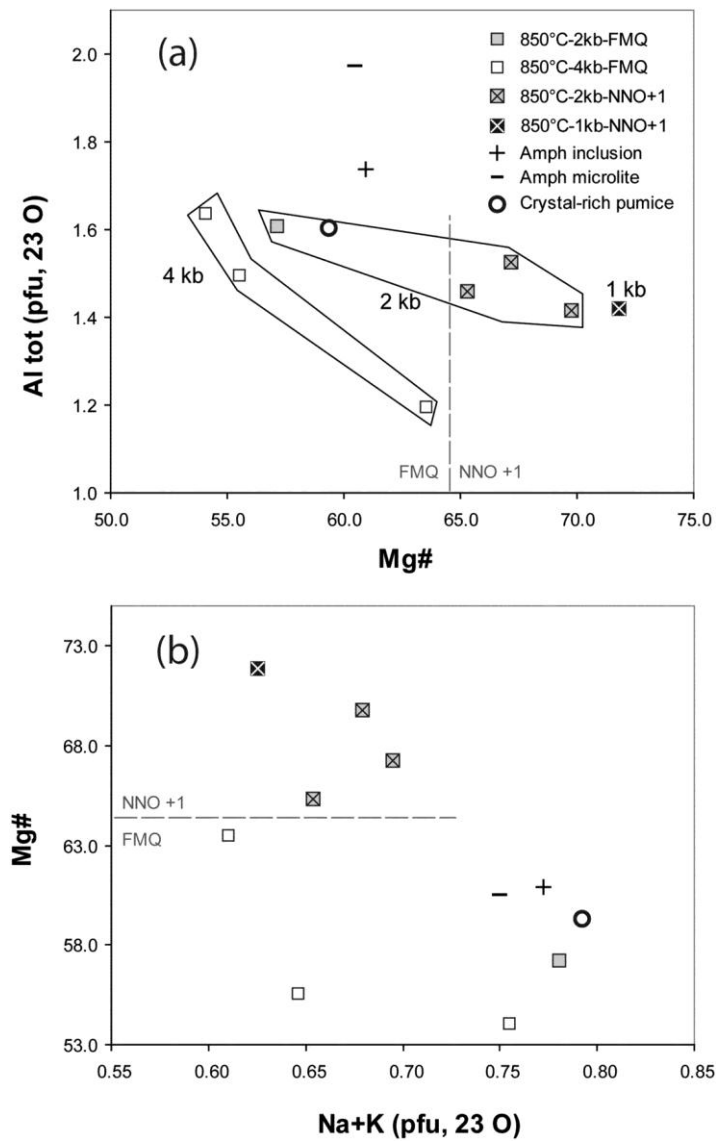 (a)
850°C-2kb-FMQ
850°C-4kb-FMQ
850°C-2kb-NNO+1
850°C-1kb-NNO+1
Amph inclusion
Amph microlite
Crystal-rich pumice
2.0
1.8
1.6
1.4
1.2
1.0
Al tot (pfu, 23 O)
4 kb
2 kb
1 kb
FMQ
NNO +1
50.0
55.0
60.0
65.0
70.0
75.0
Mg#
(b)
73.0
68.0
63.0
58.0
53.0
Mg#
NNO +1
FMQ
0.55
0.60
0.65
0.70
0.75
0.80
0.85
Na+K (pfu, 23 O)